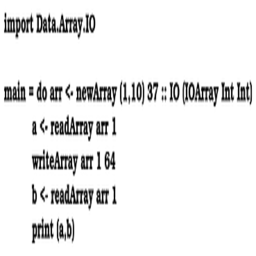 import Data.Array.IO
main = do arr <- newArray (1,10) 37 :: IO (IOArray Int Int)
a <- readArray arr 1
writeArray arr 1 64
b <- readArray arr 1
print (a,b)